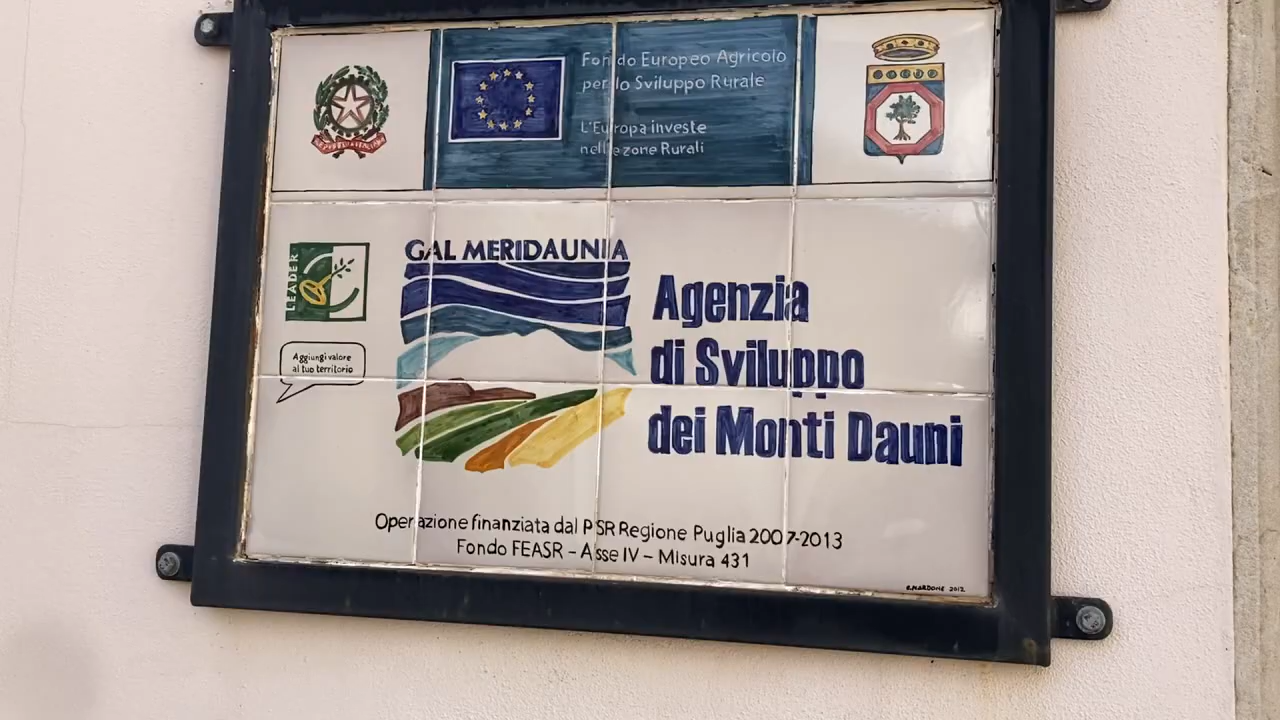 Fondo Europeo Agricolo
per lo Sviluppo Rurale
L'Europa investe
nelle zone Rurali
REPVBBLICA ITALIANA
LEADER
GAL MERIDAUNIA
Agenzia
di Sviluppo
dei Monti Dauni
Aggiungi valore
al tuo territorio
Operazione finanziata dal PSR Regione Puglia 2007-2013
Fondo FEASR - Asse IV - Misura 431
2012